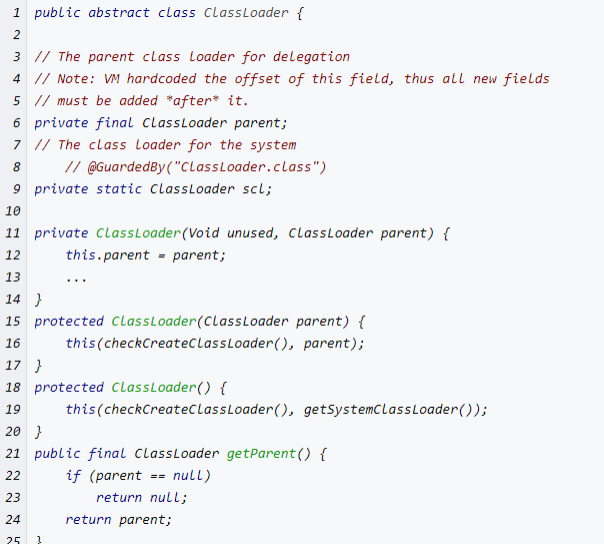 1 public abstract class ClassLoader {
2
3 // The parent class loader for delegation
4 // Note: VM hardcoded the offset of this field, thus all new fields
5 // must be added *after* it.
6 private final ClassLoader parent;
7 // The class loader for the system
8     // @GuardedBy("ClassLoader.class")
9 private static ClassLoader scl;
10
11 private ClassLoader(Void unused, ClassLoader parent) {
12     this.parent = parent;
13     ...
14 }
15 protected ClassLoader(ClassLoader parent) {
16     this(checkCreateClassLoader(), parent);
17 }
18 protected ClassLoader() {
19     this(checkCreateClassLoader(), getSystemClassLoader());
20 }
21 public final ClassLoader getParent() {
22     if (parent == null)
23         return null;
24     return parent;
25 }